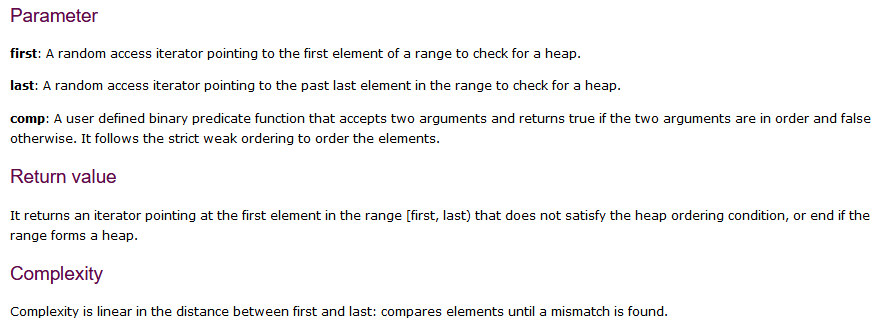 Parameter
first: A random access iterator pointing to the first element of a range to check for a heap.
last: A random access iterator pointing to the past last element in the range to check for a heap.
comp: A user defined binary predicate function that accepts two arguments and returns true if the two arguments are in order and false
otherwise. It follows the strict weak ordering to order the elements.
Return value
It returns an iterator pointing at the first element in the range [first, last) that does not satisfy the heap ordering condition, or end if the
range forms a heap.
Complexity
Complexity is linear in the distance between first and last: compares elements until a mismatch is found.